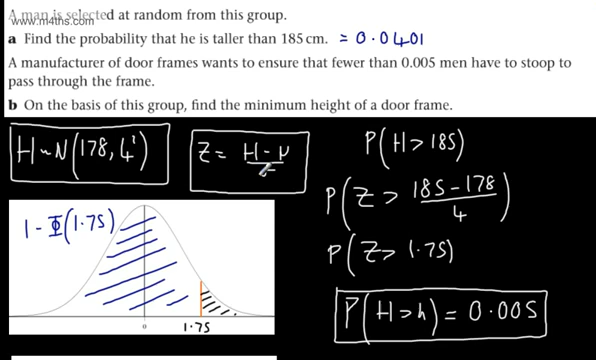 A man is selected at random from this group.
www.m4ths.com
a Find the probability that he is taller than 185 cm. = 0.0401
A manufacturer of door frames wants to ensure that fewer than 0.005 men have to stoop to
pass through the frame.
b On the basis of this group, find the minimum height of a door frame.
H~N(178, 4²)
Z = (H - μ)/σ
P(H > 185)
P(Z > (185 - 178)/4)
P(Z > 1.75)
P(H > h) = 0.005
1 - Φ(1.75)
0
1.75